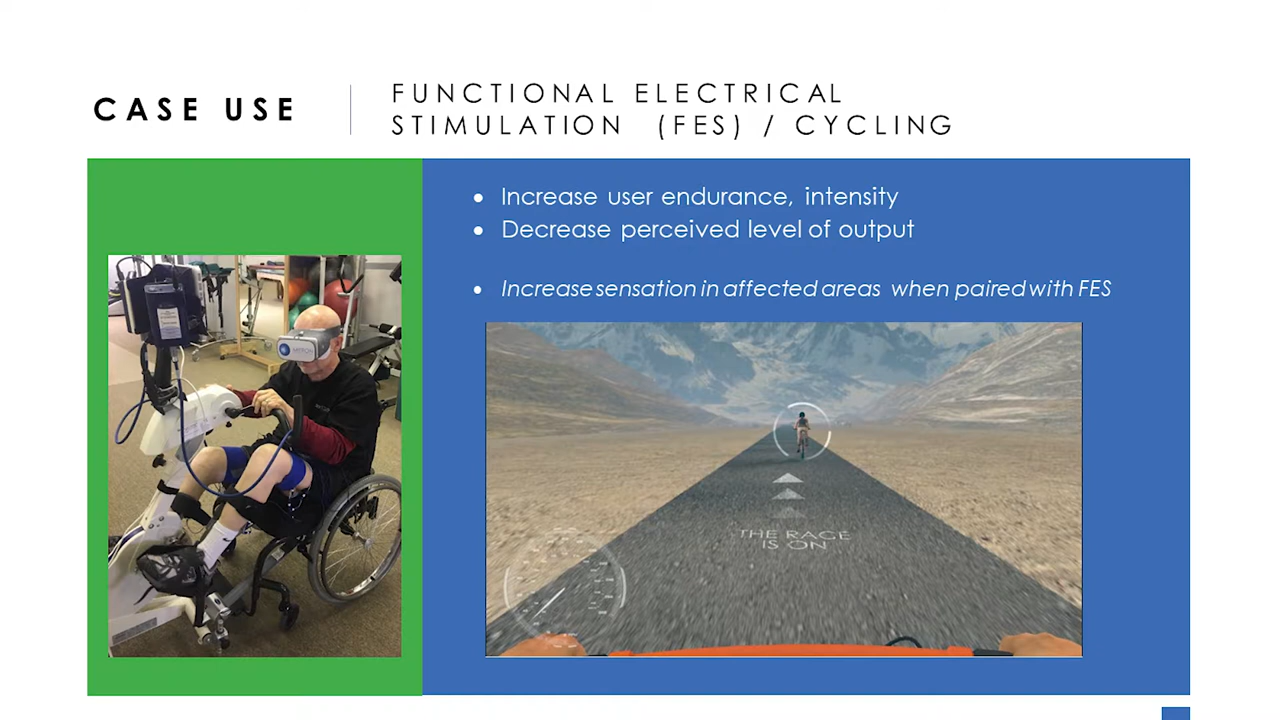 CASE USE
FUNCTIONAL ELECTRICAL
STIMULATION (FES) / CYCLING
• Increase user endurance, intensity
• Decrease perceived level of output
• Increase sensation in affected areas when paired with FES
THE RACE
IS ON